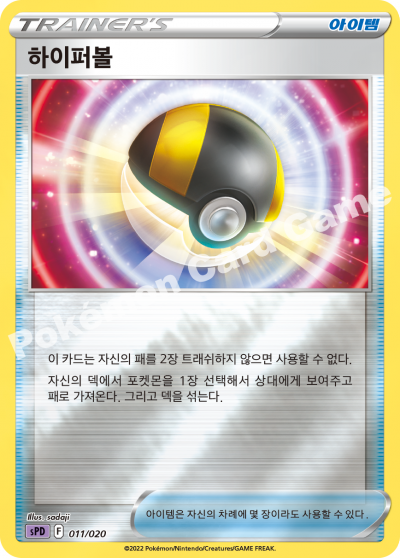 TRAINER'S
아이템
하이퍼볼
Pokémon Card Game
이 카드는 자신의 패를 2장 트래쉬하지 않으면 사용할 수 없다.
자신의 덱에서 포켓몬을 1장 선택해서 상대에게 보여주고
패로 가져온다. 그리고 덱을 섞는다.
Illus. sadaji
sPD F 011/020
아이템은 자신의 차례에 몇 장이라도 사용할 수 있다.
©2022 Pokémon/Nintendo/Creatures/GAME FREAK.